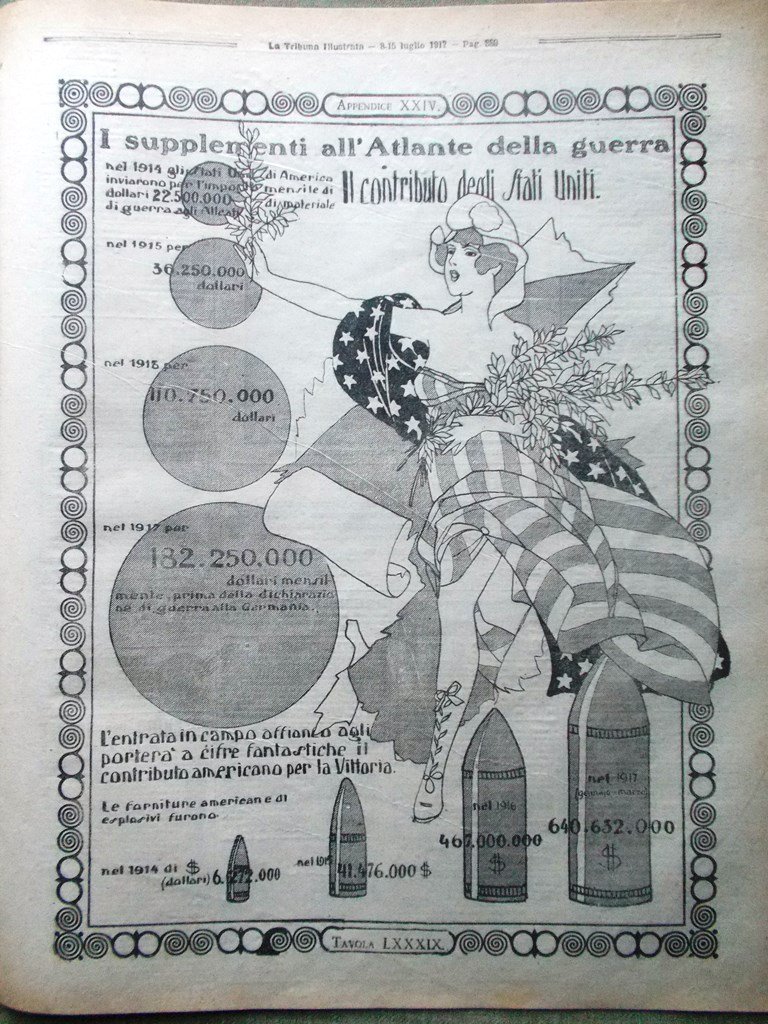 La Tribuna Illustrata — 8-15 luglio 1917 — Pag. 339
APPENDICE XXIV.
I supplementi all'Atlante della guerra
Il contributo degli Stati Uniti.
nel 1914 gli Stati Uniti di America
inviarono per l'importo mensile di
dollari 22.500.000 di materiale
di guerra agli Alleati
nel 1915 per
36.250.000
dollari
nel 1916 per
110.750.000
dollari
nel 1917 per
182.250.000
dollari mensil
mente, prima della dichiarazio
ne di guerra alla Germania.
L'entrata in campo affianco agli
porterà a cifre fantastiche il
contributo americano per la Vittoria.
Le forniture americane di
esplosivi furono.
nel 1914 di $
(dollari) 6.272.000
nel 1915
41.476.000 $
nel 1916
467.000.000
$
nel 1917
(gennaio-marzo)
640.632.000
$
TAVOLA LXXXIX.